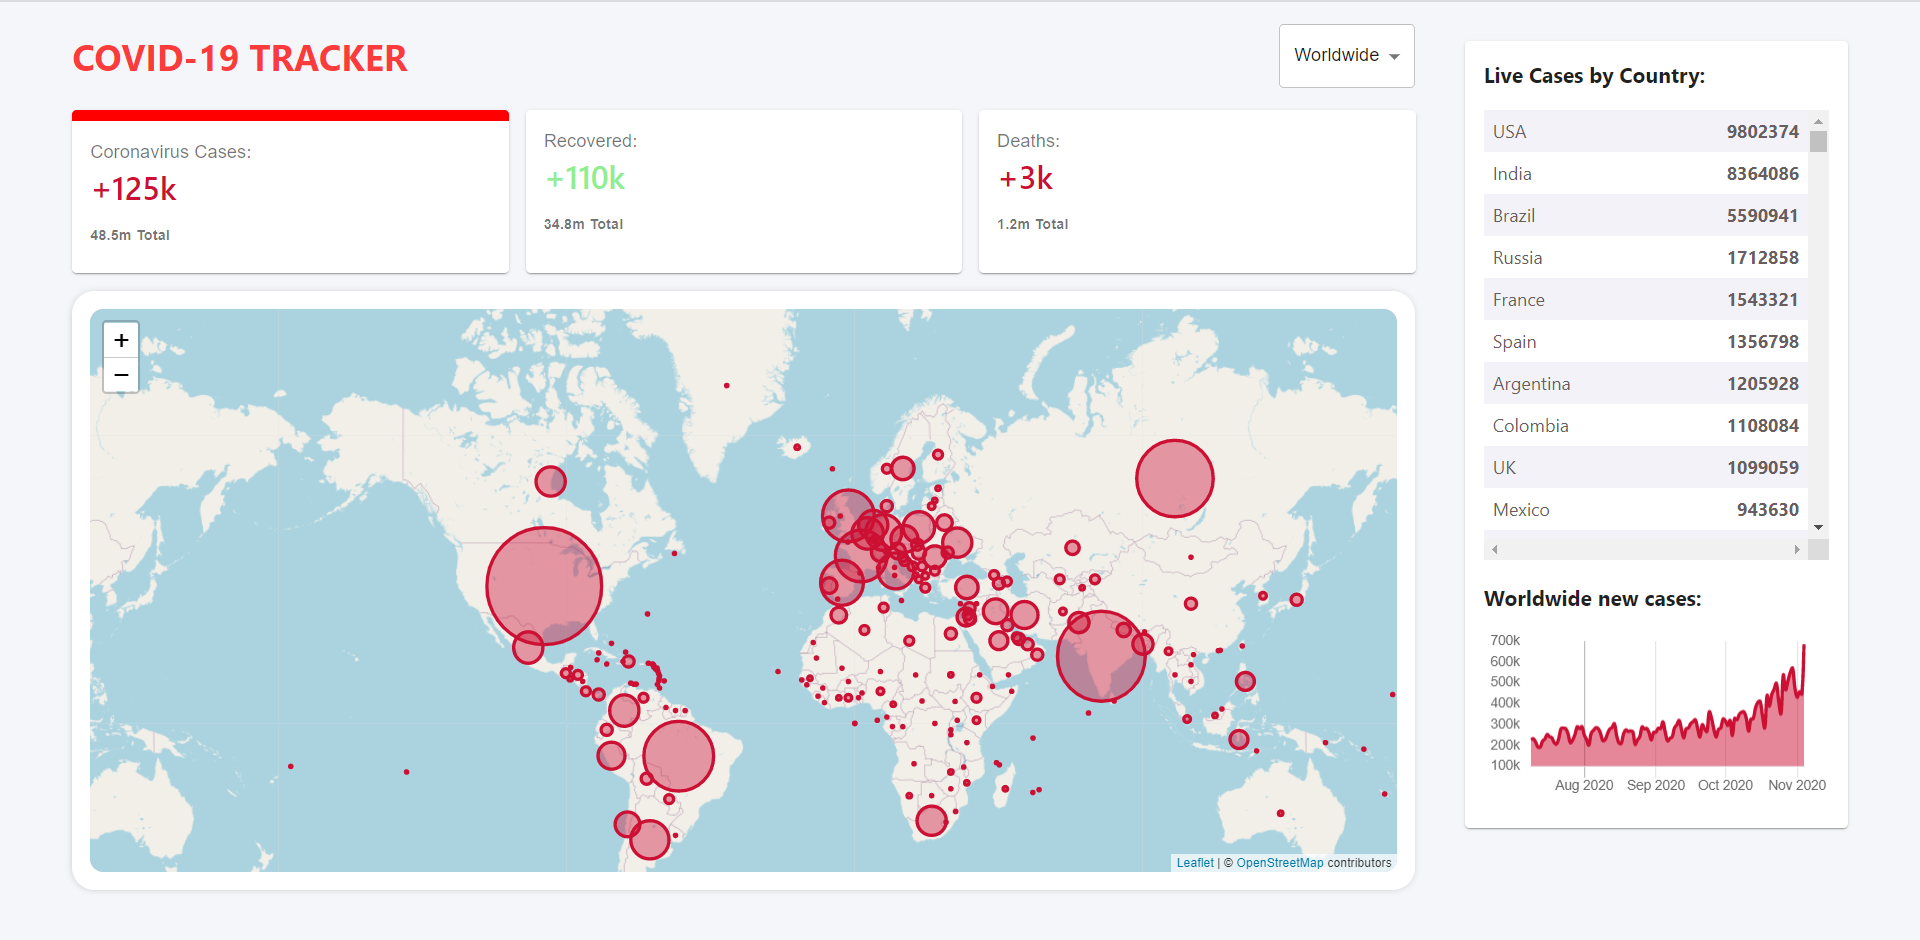 COVID-19 TRACKER
Worldwide
Coronavirus Cases:
+125k
48.5m Total
Recovered:
+110k
34.8m Total
Deaths:
+3k
1.2m Total
+
−
Leaflet | © OpenStreetMap contributors
Live Cases by Country:
USA 9802374
India 8364086
Brazil 5590941
Russia 1712858
France 1543321
Spain 1356798
Argentina 1205928
Colombia 1108084
UK 1099059
Mexico 943630
Worldwide new cases:
700k
600k
500k
400k
300k
200k
100k
Aug 2020 Sep 2020 Oct 2020 Nov 2020